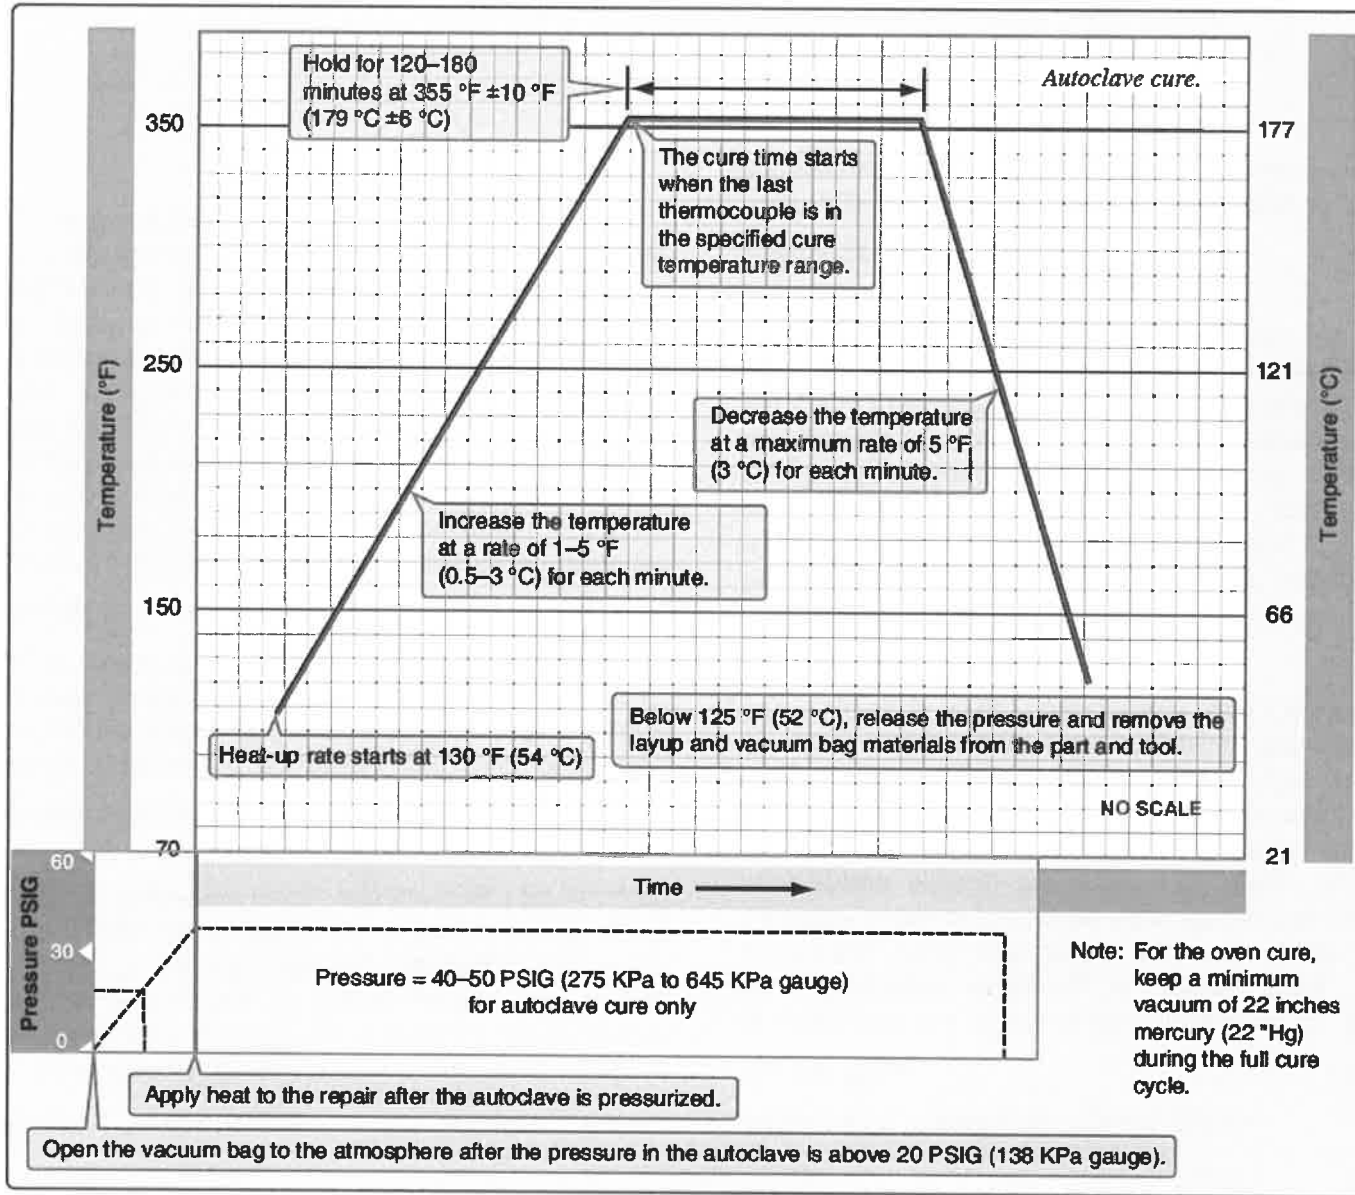 Hold for 120–180
minutes at 355 °F ±10 °F
(179 °C ±6 °C)
Autoclave cure.
350
177
The cure time starts
when the last
thermocouple is in
the specified cure
temperature range.
Temperature (°F)
Temperature (°C)
250
121
Decrease the temperature
at a maximum rate of 5 °F
(3 °C) for each minute.
Increase the temperature
at a rate of 1–5 °F
(0.5–3 °C) for each minute.
150
66
Below 125 °F (52 °C), release the pressure and remove the
layup and vacuum bag materials from the part and tool.
Heat-up rate starts at 130 °F (54 °C)
NO SCALE
70
21
Time
Pressure PSIG
60
30
0
Pressure = 40–50 PSIG (275 KPa to 645 KPa gauge)
for autoclave cure only
Note: For the oven cure,
keep a minimum
vacuum of 22 inches
mercury (22 "Hg)
during the full cure
cycle.
Apply heat to the repair after the autoclave is pressurized.
Open the vacuum bag to the atmosphere after the pressure in the autoclave is above 20 PSIG (138 KPa gauge).